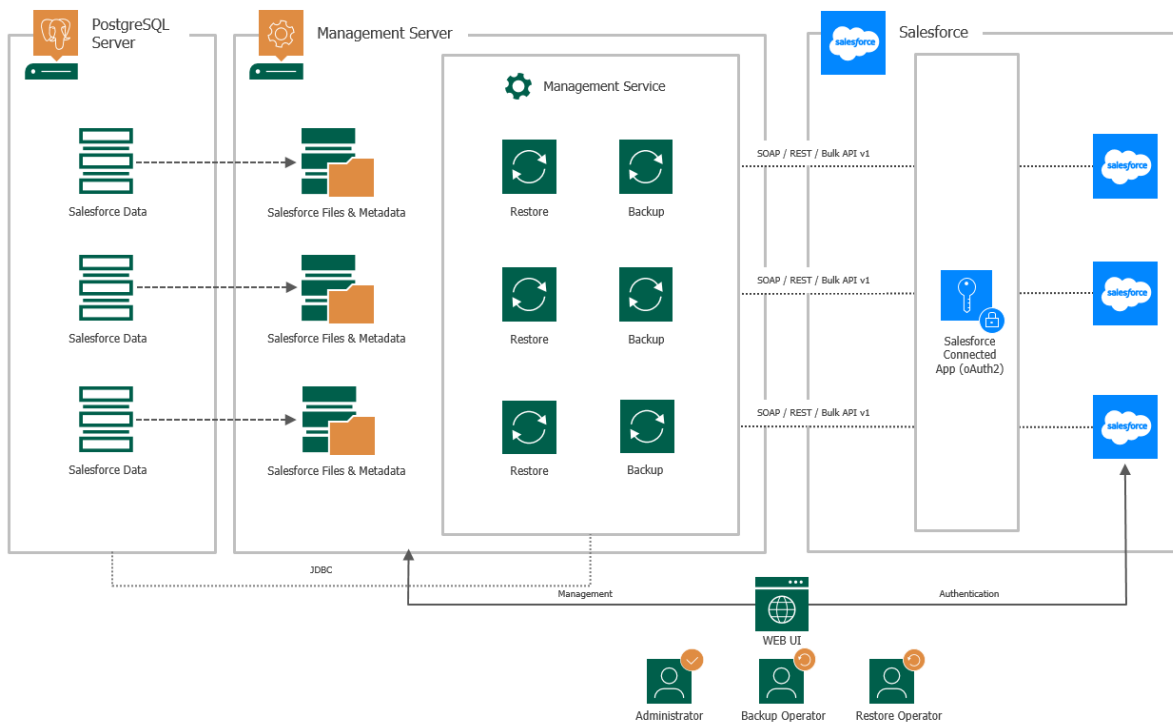 PostgreSQL
Server
Management Server
Salesforce
salesforce
Management Service
SOAP / REST / Bulk API v1
salesforce
Salesforce Data
Salesforce Files & Metadata
Restore
Backup
SOAP / REST / Bulk API v1
salesforce
Salesforce Data
Salesforce Files & Metadata
Restore
Backup
Salesforce
Connected
App (oAuth2)
SOAP / REST / Bulk API v1
salesforce
Salesforce Data
Salesforce Files & Metadata
Restore
Backup
JDBC
Management
Authentication
WEB UI
Administrator
Backup Operator
Restore Operator